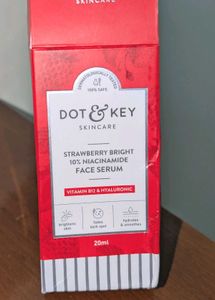 SKINCARE
DERMATOLOGICALLY TESTED
100% SAFE
DOT & KEY
SKINCARE
STRAWBERRY BRIGHT
10% NIACINAMIDE
FACE SERUM
VITAMIN B12 & HYALURONIC
brightens skin
fades dark spot
hydrates & smoothes
20ml